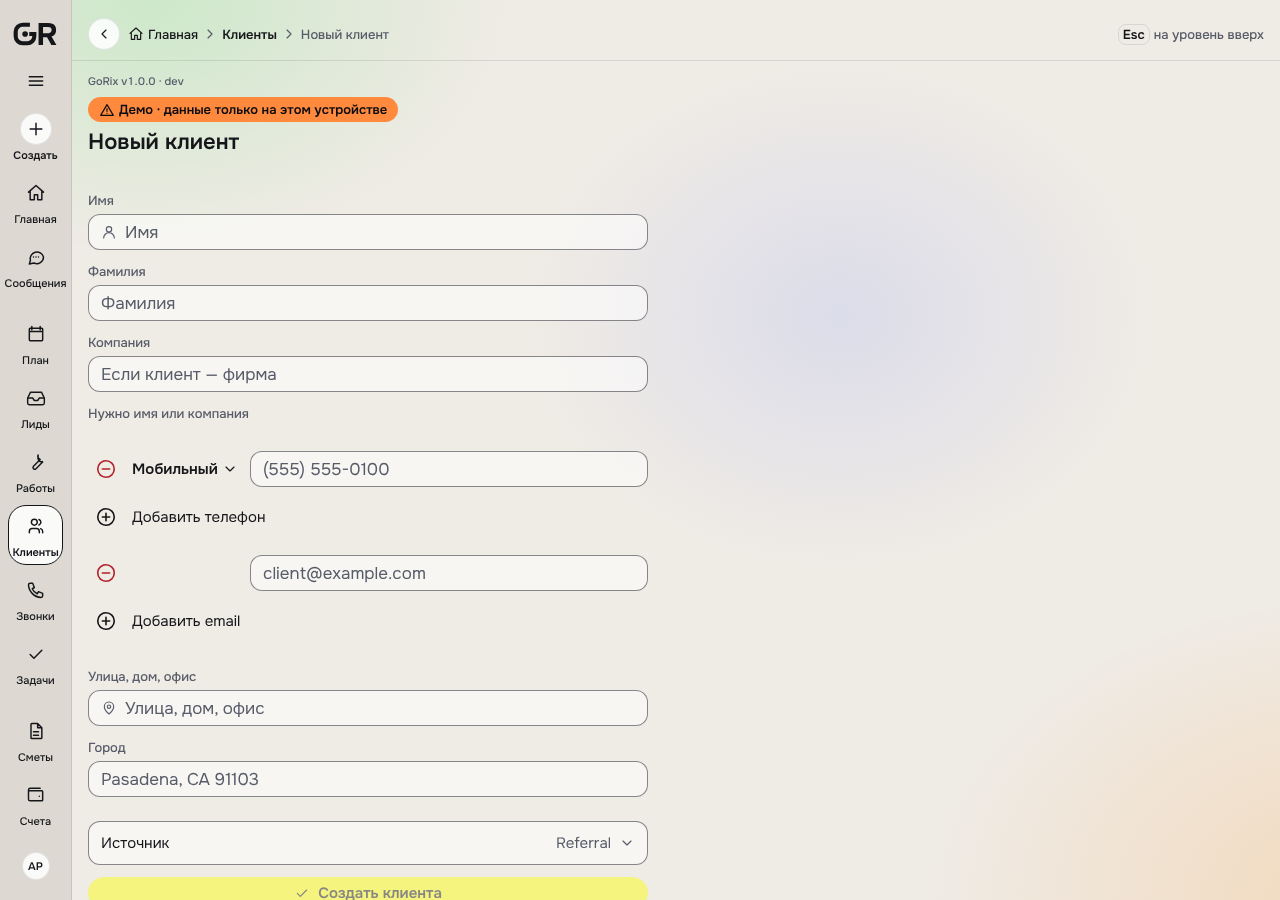 GR
Главная
Клиенты
Новый клиент
Esc на уровень вверх
GoRix v1.0.0 · dev
Демо · данные только на этом устройстве
Новый клиент
Создать
Главная
Сообщения
План
Лиды
Работы
Клиенты
Звонки
Задачи
Сметы
Счета
AP
Имя
Имя
Фамилия
Фамилия
Компания
Если клиент — фирма
Нужно имя или компания
Мобильный (555) 555-0100
Добавить телефон
client@example.com
Добавить email
Улица, дом, офис
Улица, дом, офис
Город
Pasadena, CA 91103
Источник Referral
Создать клиента